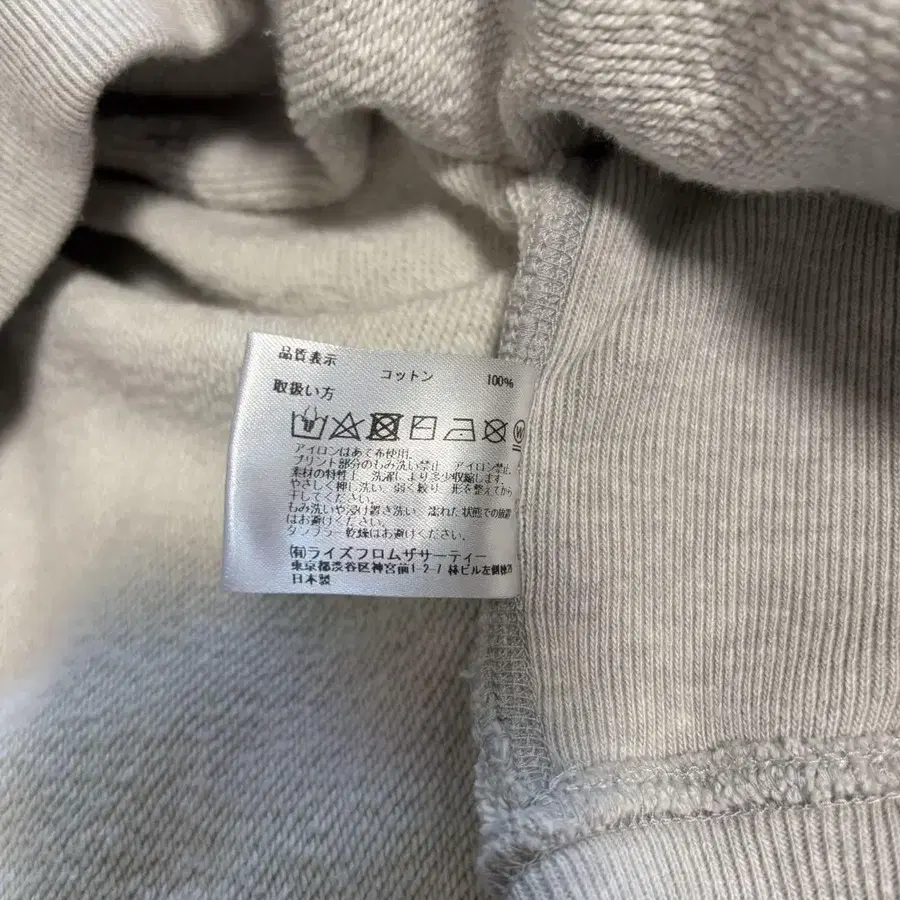 品質表示
コットン 100%
取扱い方
アイロンはあて布使用。
プリント部分のもみ洗い禁止 アイロン禁止
素材の特性上 洗濯により多少収縮します。
やさしく押し洗い 弱く絞り 形を整えてから
干してください。
もみ洗いや浸け置き洗い 濡れた状態での放置
はお避けください。
タンブラー乾燥はお避けください。
(有)ライズフロムザサーティー
東京都渋谷区神宮前1-2-7 林ビル左側棟
日本製